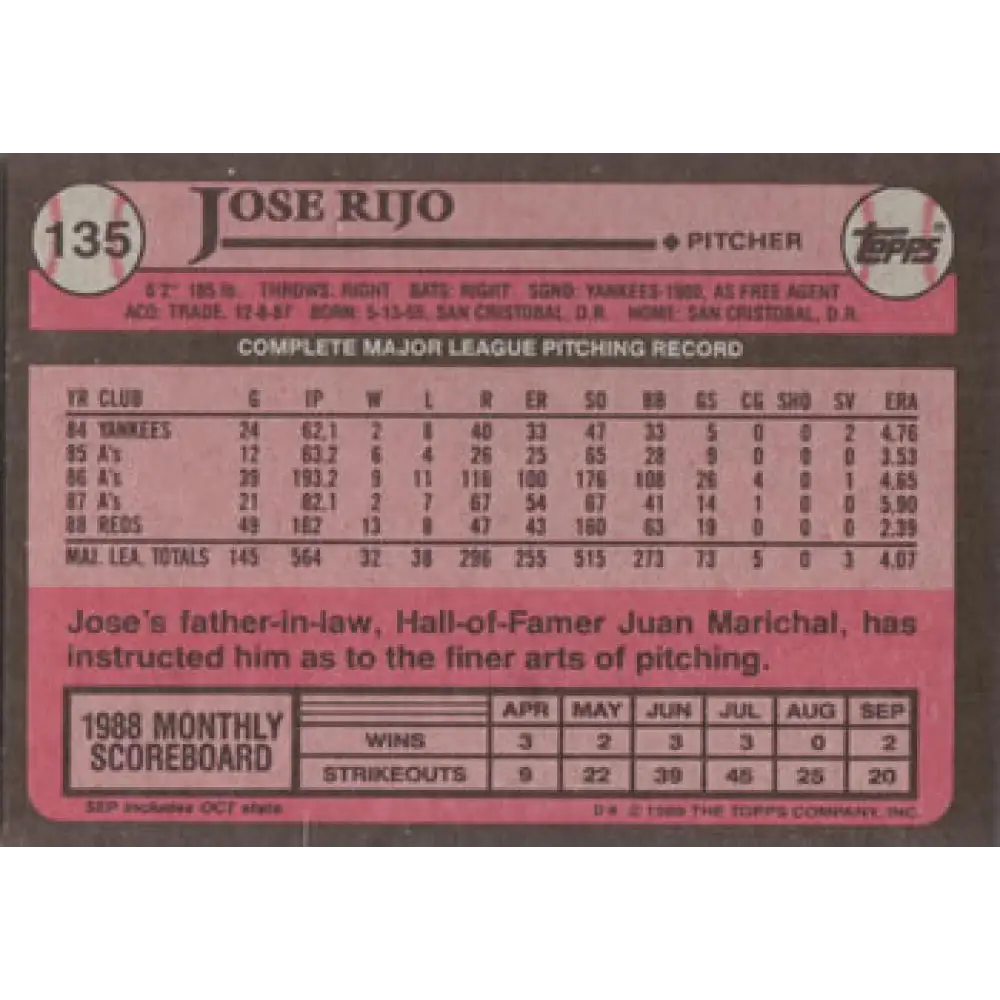 135
JOSE RIJO
PITCHER
TOPPS®
6'2" 185 lb. THROWS: RIGHT BATS: RIGHT SGND: YANKEES-1980, AS FREE AGENT
ACQ: TRADE, 12-8-87 BORN: 5-13-65, SAN CRISTOBAL, D.R. HOME: SAN CRISTOBAL, D.R.
COMPLETE MAJOR LEAGUE PITCHING RECORD
YR CLUB G IP W L R ER SO BB GS CG SHO SV ERA
84 YANKEES 24 62.1 2 8 40 33 47 33 5 0 0 2 4.76
85 A's 12 63.2 6 4 26 25 65 28 9 0 0 0 3.53
86 A's 39 193.2 9 11 116 100 176 108 26 4 0 1 4.65
87 A's 21 82.1 2 7 67 54 67 41 14 1 0 0 5.90
88 REDS 49 162 13 8 47 43 160 63 19 0 0 0 2.39
MAJ. LEA. TOTALS 145 564 32 38 296 255 515 273 73 5 0 3 4.07
Jose's father-in-law, Hall-of-Famer Juan Marichal, has
instructed him as to the finer arts of pitching.
1988 MONTHLY
SCOREBOARD
APR MAY JUN JUL AUG SEP
WINS 3 2 3 3 0 2
STRIKEOUTS 9 22 39 45 25 20
SEP includes OCT stats
D* © 1989 THE TOPPS COMPANY, INC.